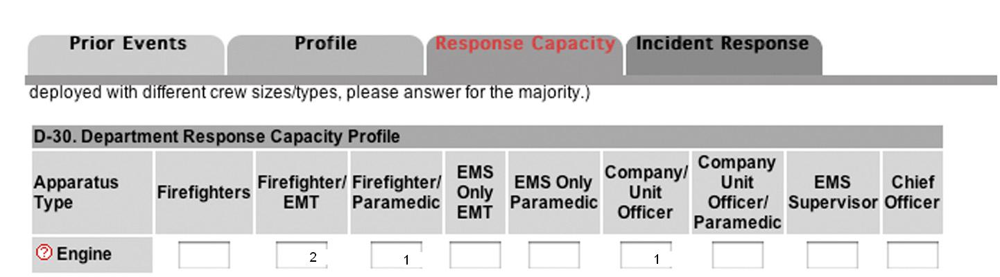 Prior Events Profile Response Capacity Incident Response
deployed with different crew sizes/types, please answer for the majority.)
D-30. Department Response Capacity Profile
Apparatus Type Firefighters Firefighter/ EMT Firefighter/ Paramedic EMS Only EMT EMS Only Paramedic Company/ Unit Officer Company Unit Officer/ Paramedic EMS Supervisor Chief Officer
? Engine 2 1 1